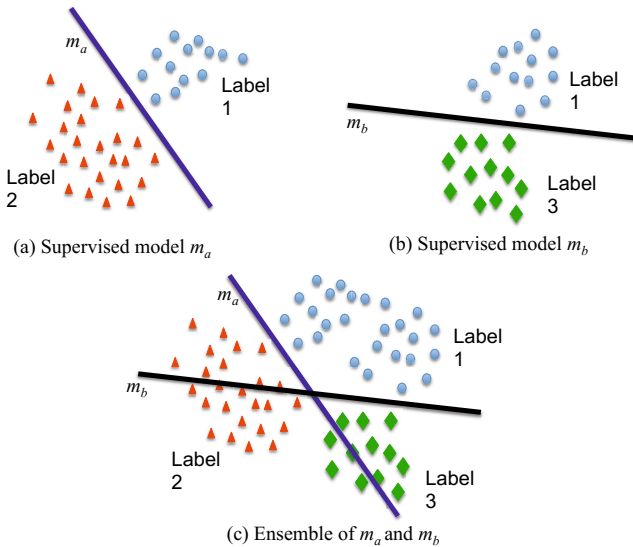 m_a
Label
1
Label
2
(a) Supervised model m_a
m_b
Label
1
Label
3
(b) Supervised model m_b
m_a
Label
1
m_b
Label
2
Label
3
(c) Ensemble of m_a and m_b